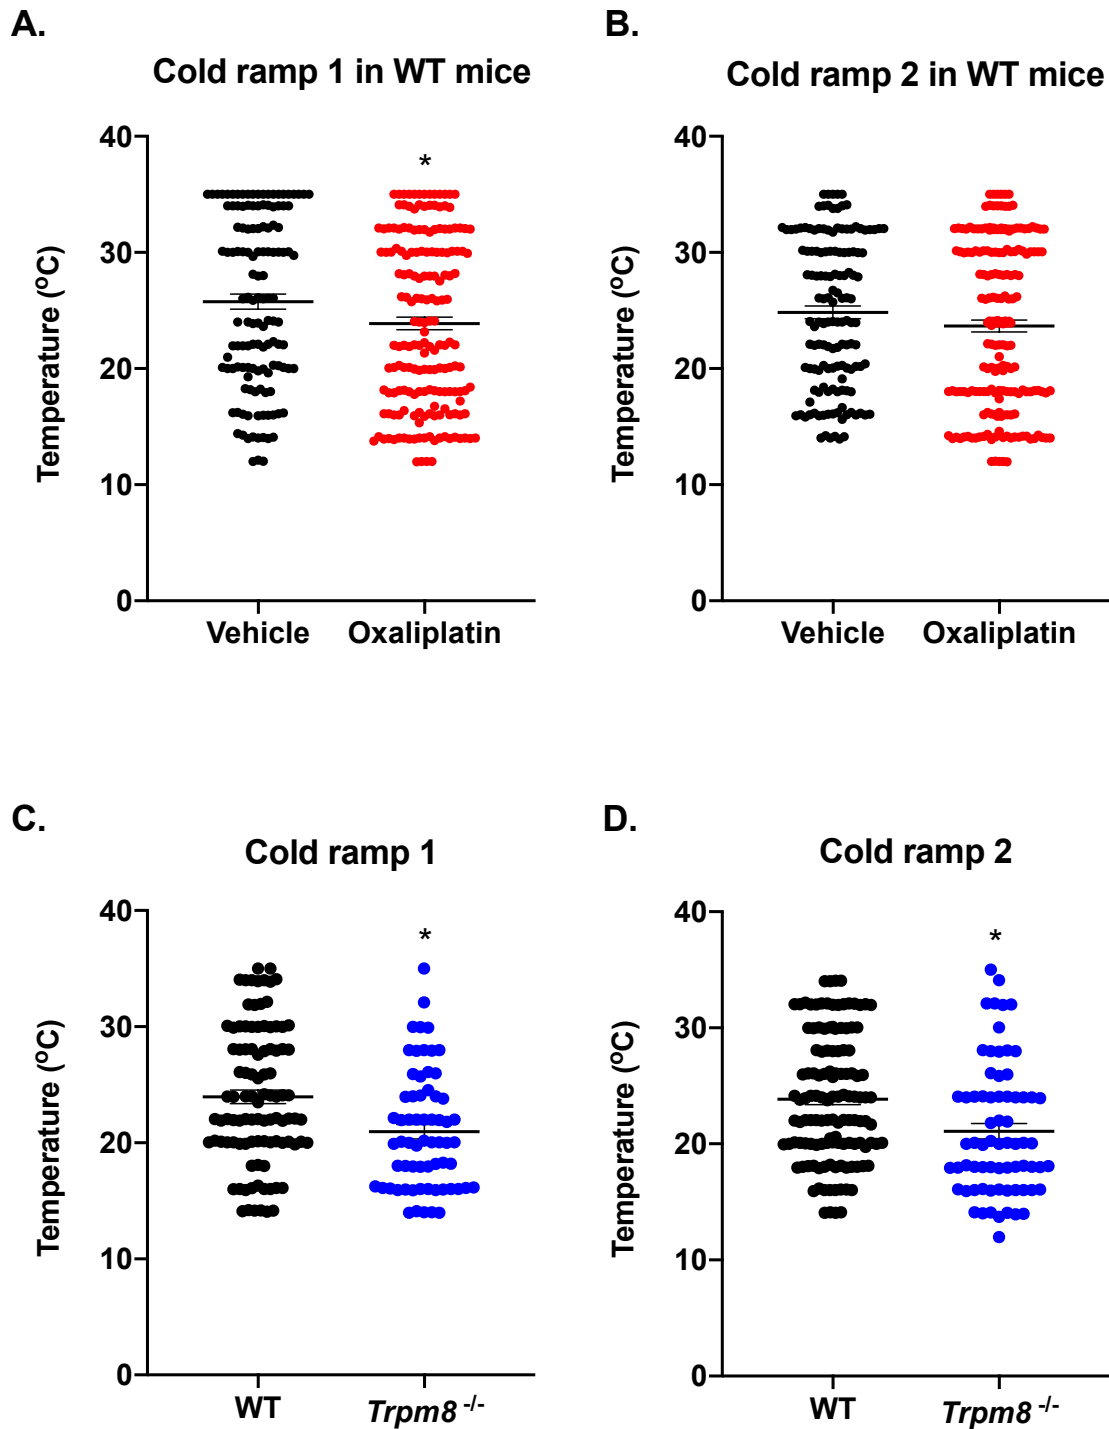 A.
Cold ramp 1 in WT mice
*
Temperature (ºC)
40
30
20
10
0
Vehicle Oxaliplatin
B.
Cold ramp 2 in WT mice
Temperature (ºC)
40
30
20
10
0
Vehicle Oxaliplatin
C.
Cold ramp 1
*
Temperature (ºC)
40
30
20
10
0
WT Trpm8 -/-
D.
Cold ramp 2
*
Temperature (ºC)
40
30
20
10
0
WT Trpm8 -/-